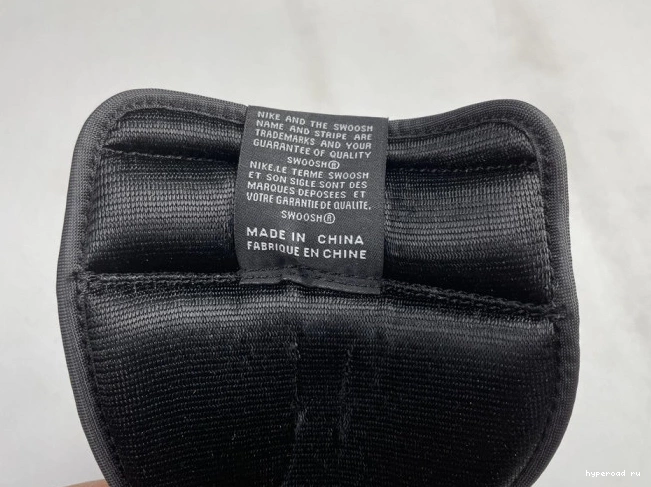 NIKE AND THE SWOOSH
NAME AND STRIPE ARE
TRADEMARKS AND YOUR
GUARANTEE OF QUALITY
SWOOSH®
NIKE.LE TERME SWOOSH
ET SON SIGLE SONT DES
MARQUES DEPOSEES ET
VOTRE GARANTIE DE QUALITE.
SWOOSH®
MADE IN CHINA
FABRIQUE EN CHINE
hyperoad ru